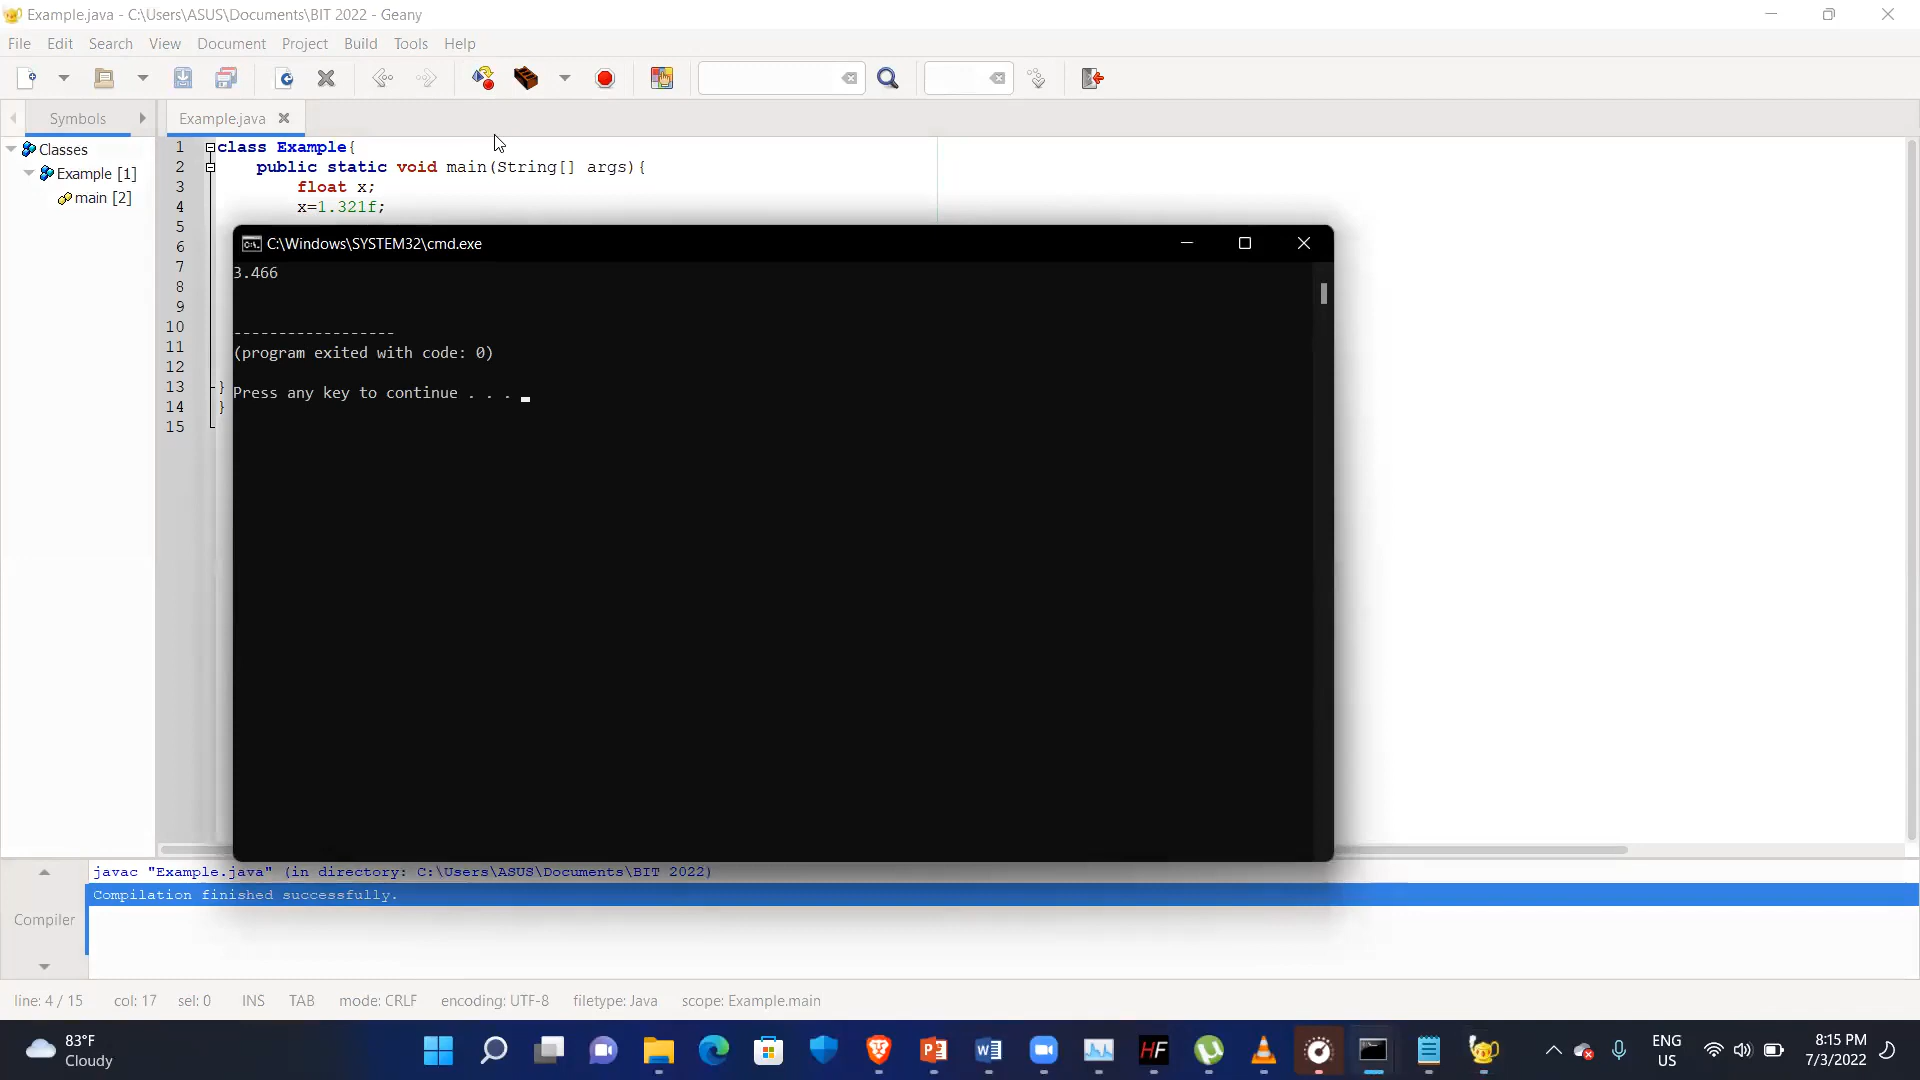 Example.java - C:\Users\ASUS\Documents\BIT 2022 - Geany
File Edit Search View Document Project Build Tools Help
Symbols
Example.java
Classes
Example [1]
main [2]
1 class Example{
2 public static void main(String[] args){
3 float x;
4 x=1.321f;
5
6
7
8
9
10
11
12
13 }
14 }
15
C:\Windows\SYSTEM32\cmd.exe
3.466
------------------
(program exited with code: 0)
Press any key to continue . . .
Compiler
javac "Example.java" (in directory: C:\Users\ASUS\Documents\BIT 2022)
Compilation finished successfully.
line: 4 / 15 col: 17 sel: 0 INS TAB mode: CRLF encoding: UTF-8 filetype: Java scope: Example.main
83°F
Cloudy
HF
ENG
US
8:15 PM
7/3/2022